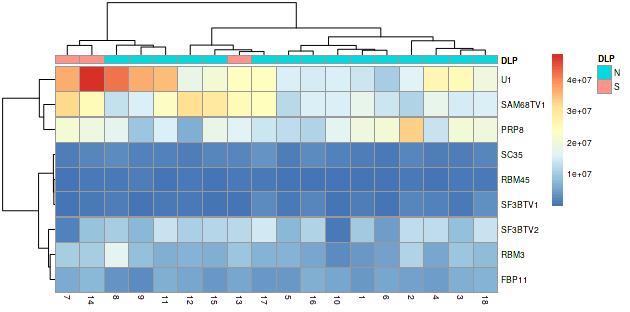 DLP
U1
SAM68TV1
PRP8
SC35
RBM45
SF3BTV1
SF3BTV2
RBM3
FBP11
7 14 8 9 11 12 15 13 17 5 16 10 1 6 2 4 3 18
4e+07
3e+07
2e+07
1e+07
DLP
N
S